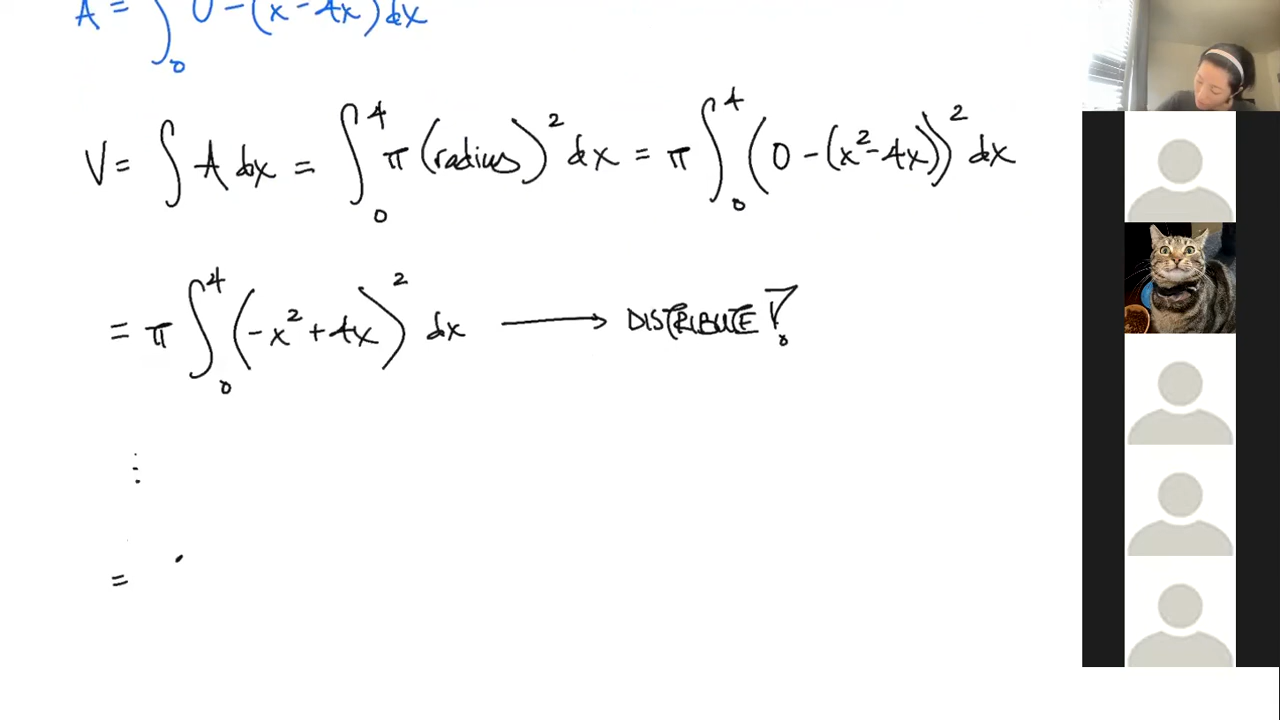 A = ∫₀ 0 - (x - 4x) dx
V = ∫ A dx = ∫₀⁴ π (radius)² dx = π ∫₀⁴ (0 - (x² - 4x))² dx
= π ∫₀⁴ (-x² + 4x)² dx ⟶ DISTRIBUTE!
⋮
=